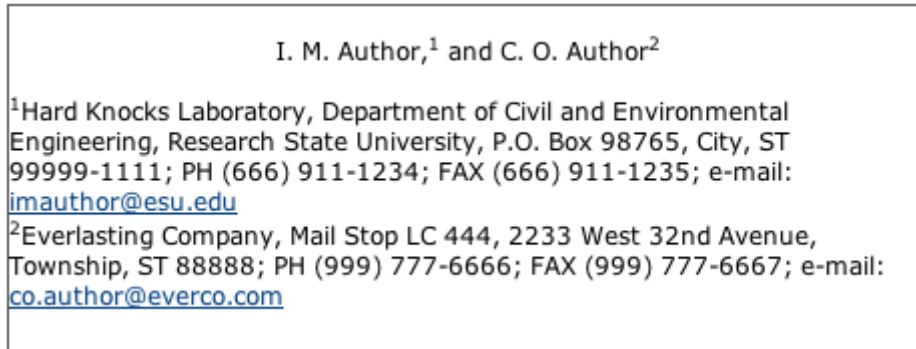 I. M. Author,¹ and C. O. Author²
¹Hard Knocks Laboratory, Department of Civil and Environmental
Engineering, Research State University, P.O. Box 98765, City, ST
99999-1111; PH (666) 911-1234; FAX (666) 911-1235; e-mail:
imauthor@esu.edu
²Everlasting Company, Mail Stop LC 444, 2233 West 32nd Avenue,
Township, ST 88888; PH (999) 777-6666; FAX (999) 777-6667; e-mail:
co.author@everco.com